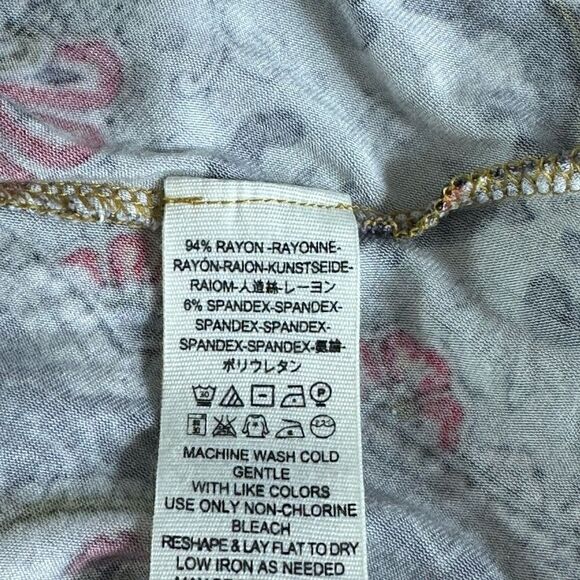 94% RAYON -RAYONNE-
RAYON-RAION-KUNSTSEIDE-
RAIOM-人造絲-レーヨン
6% SPANDEX-SPANDEX-
SPANDEX-SPANDEX-
SPANDEX-SPANDEX-氨綸-
ポリウレタン
MACHINE WASH COLD
GENTLE
WITH LIKE COLORS
USE ONLY NON-CHLORINE
BLEACH
RESHAPE & LAY FLAT TO DRY
LOW IRON AS NEEDED